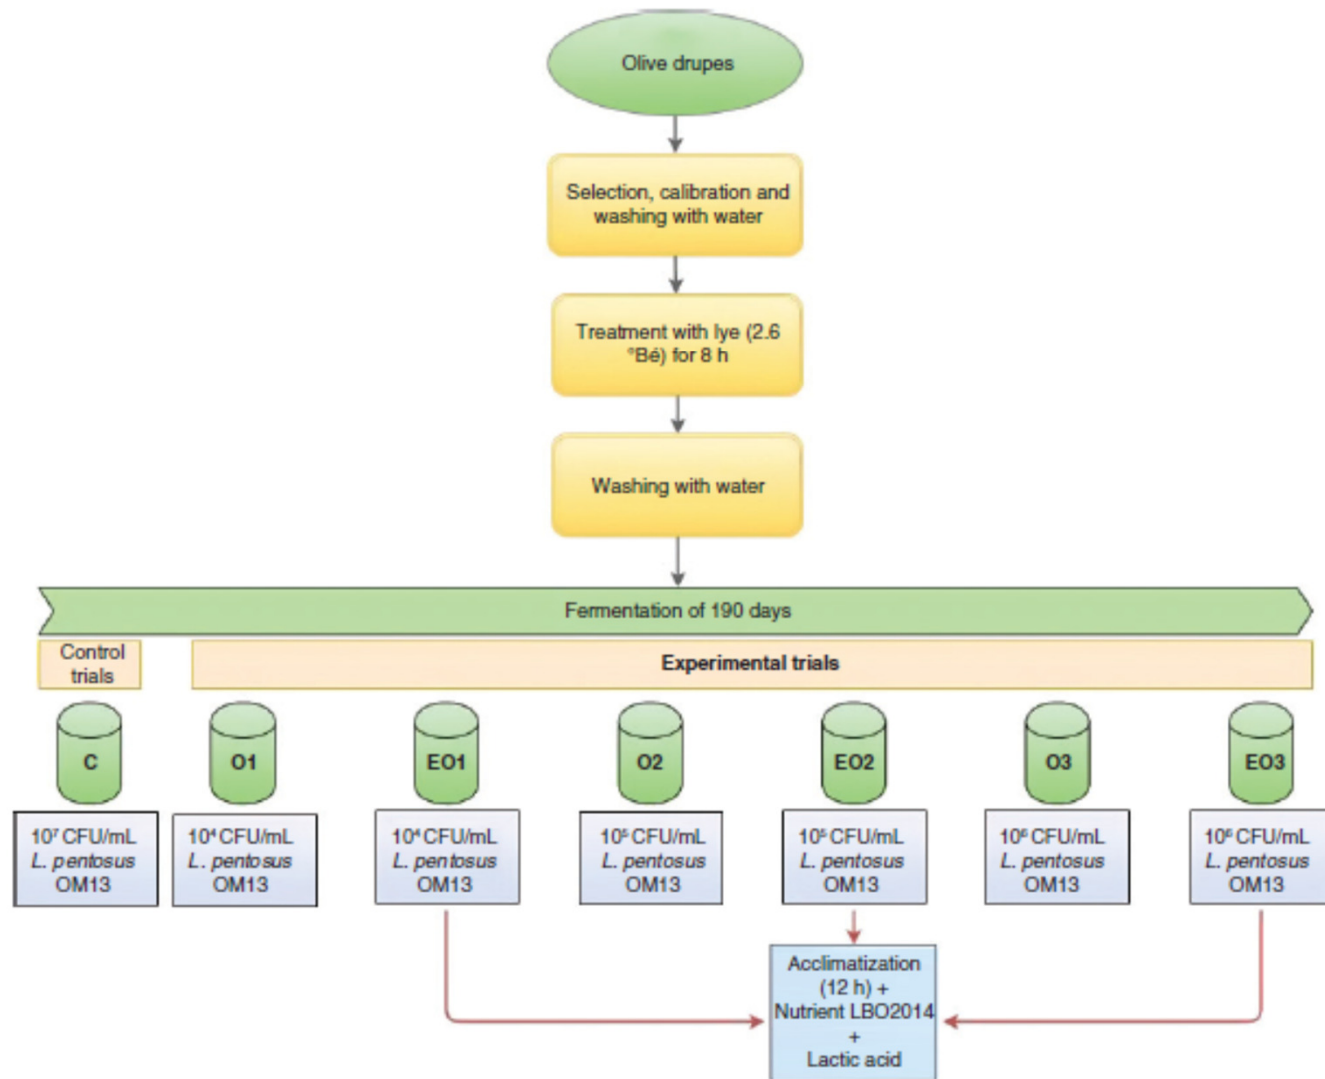 Olive drupes
Selection, calibration and
washing with water
Treatment with lye (2.6
°Bé) for 8 h
Washing with water
Fermentation of 190 days
Control
trials
Experimental trials
C
O1
EO1
O2
EO2
O3
EO3
10⁷ CFU/mL
L. pentosus
OM13
10⁴ CFU/mL
L. pentosus
OM13
10⁴ CFU/mL
L. pentosus
OM13
10⁵ CFU/mL
L. pentosus
OM13
10⁵ CFU/mL
L. pentosus
OM13
10⁶ CFU/mL
L. pentosus
OM13
10⁶ CFU/mL
L. pentosus
OM13
Acclimatization
(12 h) +
Nutrient LBO2014
+
Lactic acid